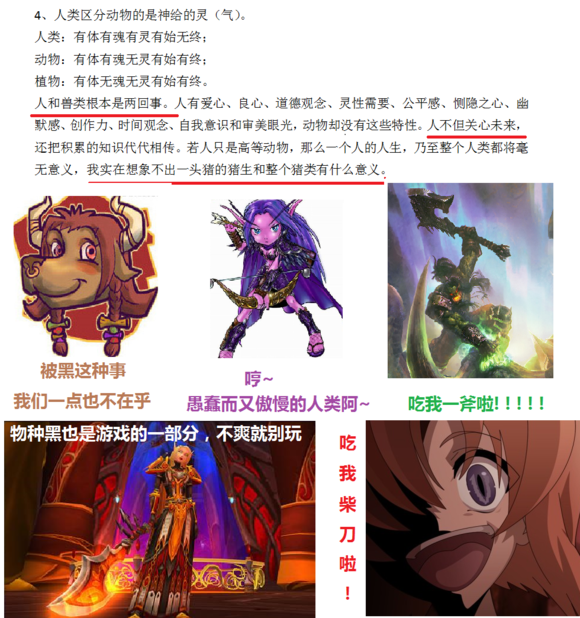 4、人类区分动物的是神给的灵（气）。
人类：有体有魂有灵有始无终；
动物：有体有魂无灵有始有终；
植物：有体无魂无灵有始有终。
人和兽类根本是两回事。人有爱心、良心、道德观念、灵性需要、公平感、恻隐之心、幽
默感、创作力、时间观念、自我意识和审美眼光，动物却没有这些特性。人不但关心未来，
还把积累的知识代代相传。若人只是高等动物，那么一个人的人生，乃至整个人类都将毫
无意义，我实在想象不出一头猪的猪生和整个猪类有什么意义。
被黑这种事
我们一点也不在乎
哼~
愚蠢而又傲慢的人类阿~
吃我一斧啦！！！！！
物种黑也是游戏的一部分，不爽就别玩
吃我柴刀啦！